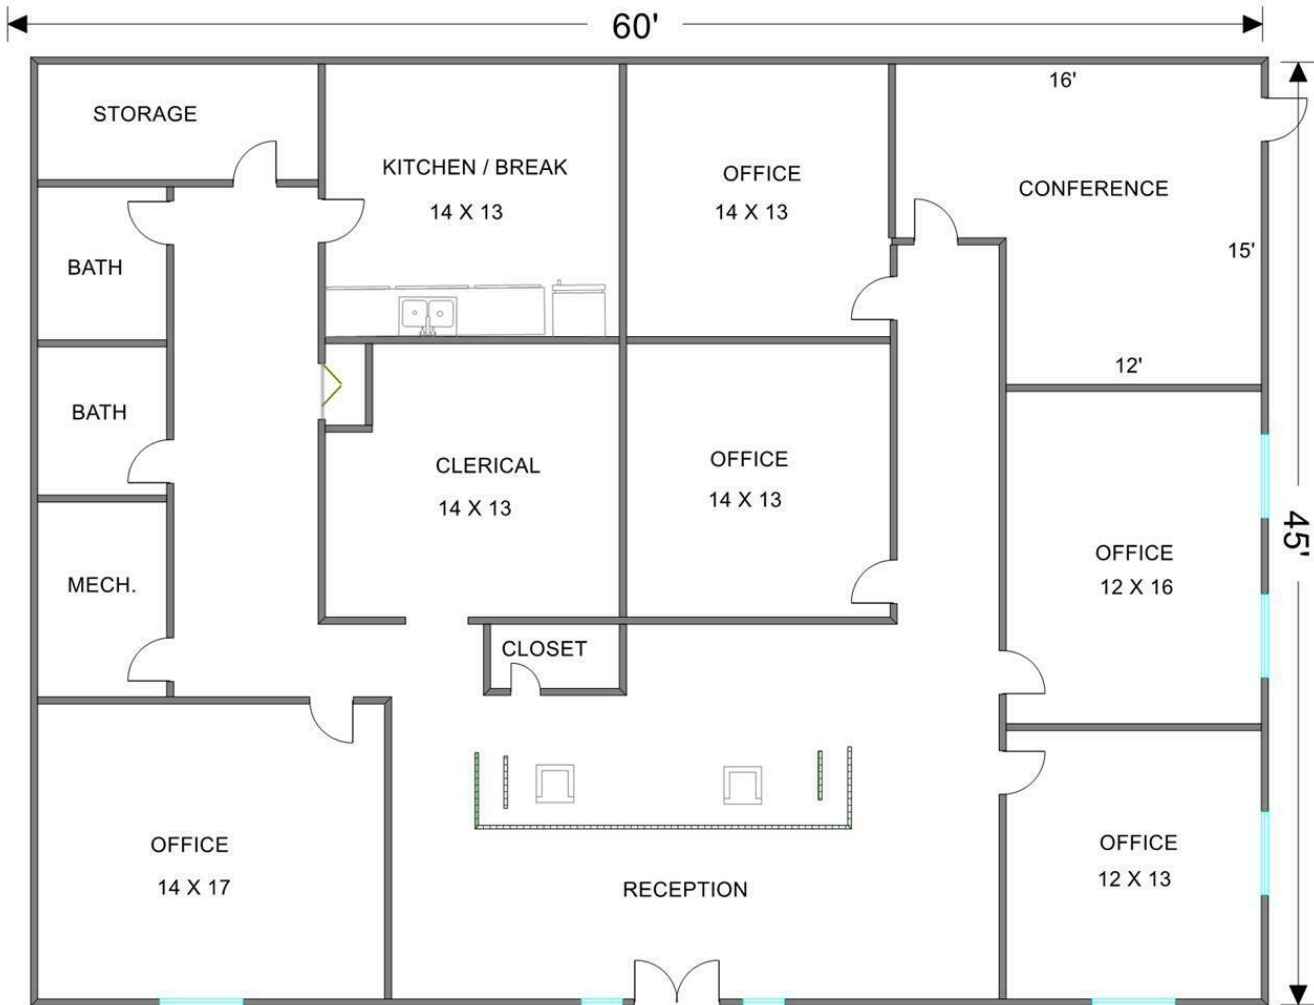 60'
16'
STORAGE
KITCHEN / BREAK
14 X 13
OFFICE
14 X 13
CONFERENCE
15'
12'
BATH
BATH
CLERICAL
14 X 13
OFFICE
14 X 13
45'
OFFICE
12 X 16
MECH.
CLOSET
OFFICE
14 X 17
RECEPTION
OFFICE
12 X 13